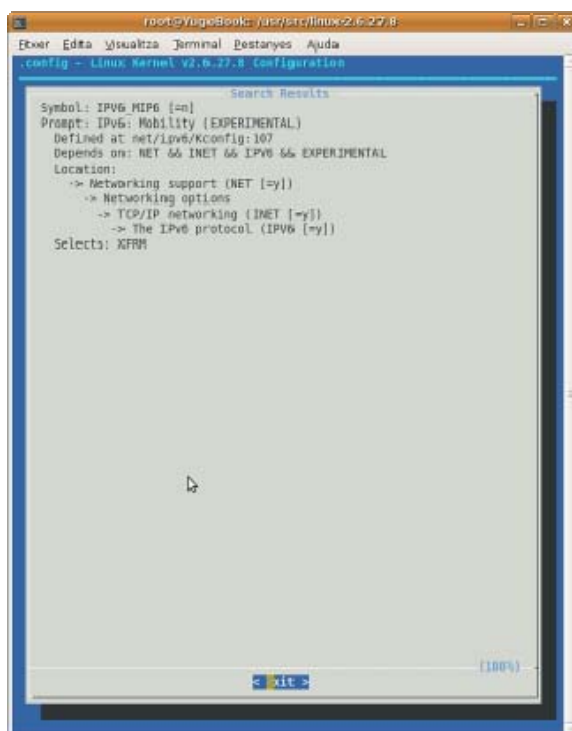 root@YugioBook: /usr/src/linux-2.6.27.8
Fitxer Edita Visualitza Terminal Pestanyes Ajuda
.config - Linux Kernel v2.6.27.8 Configuration
Search Results
Symbol: IPV6_MIP6 [=n]
Prompt: IPv6: Mobility (EXPERIMENTAL)
Defined at net/ipv6/Kconfig:107
Depends on: NET && INET && IPV6 && EXPERIMENTAL
Location:
-> Networking support (NET [=y])
-> Networking options
-> TCP/IP networking (INET [=y])
-> The IPv6 protocol (IPV6 [=y])
Selects: XFRM
(100%)
< Exit >